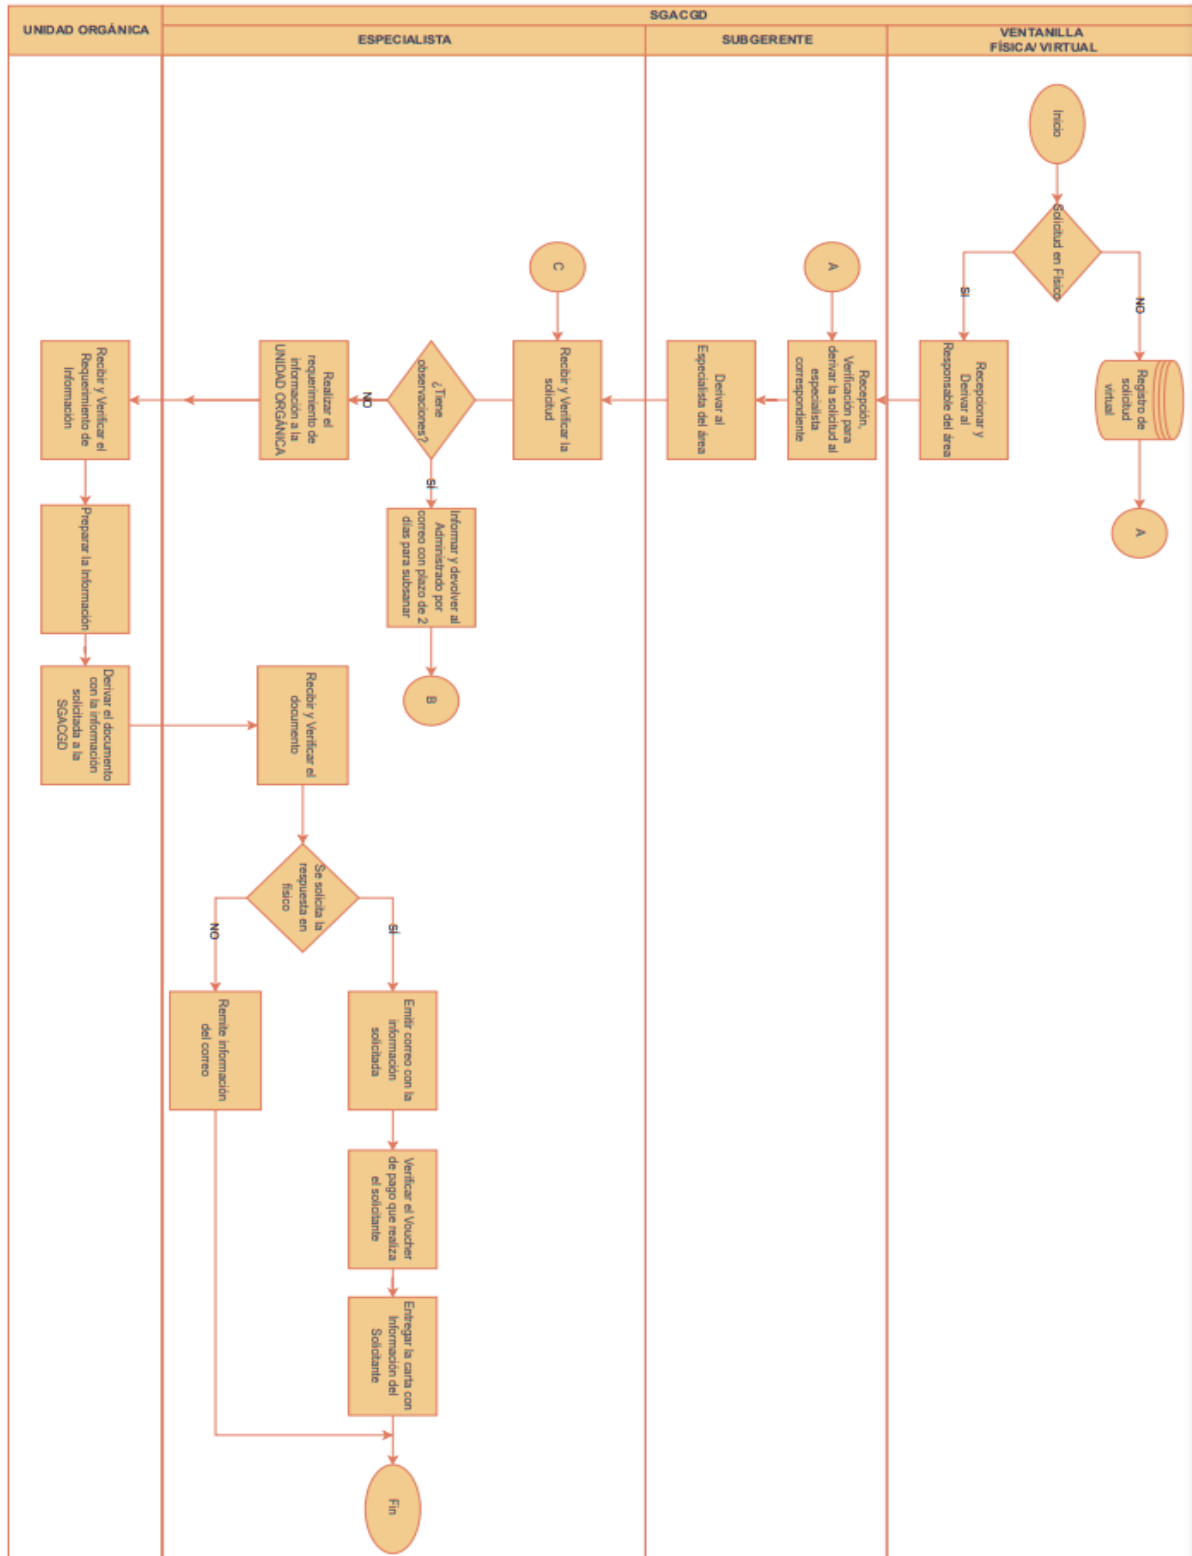 SGACGD
UNIDAD ORGÁNICA
ESPECIALISTA
SUBGERENTE
VENTANILLA
FÍSICA/ VIRTUAL
Inicio
Solicitud en Físico
NO
SI
Registro de
solicitud
virtual
A
Recepcionar y
Derivar al
Responsable del área
A
Recepción,
Verificación para
derivar la solicitud al
especialista
correspondiente
Derivar al
Especialista del área
C
Recibir y Verificar la
solicitud
¿Tiene
observaciones?
NO
SÍ
Informar y devolver al
Administrado por
correo con plazo de 2
días para subsanar
B
Realizar el
requerimiento de
información a la
UNIDAD ORGÁNICA
Recibir y Verificar el
Requerimiento de
Información
Preparar la Información
Derivar el documento
con la información
solicitada a la
SGACGD
Recibir y Verificar el
documento
Se solicita la
respuesta en
físico
SÍ
NO
Emitir correo con la
información
solicitada
Verificar el Voucher
de pago que realiza
el solicitante
Entregar la carta con
Información del
Solicitante
Remite información
del correo
Fin